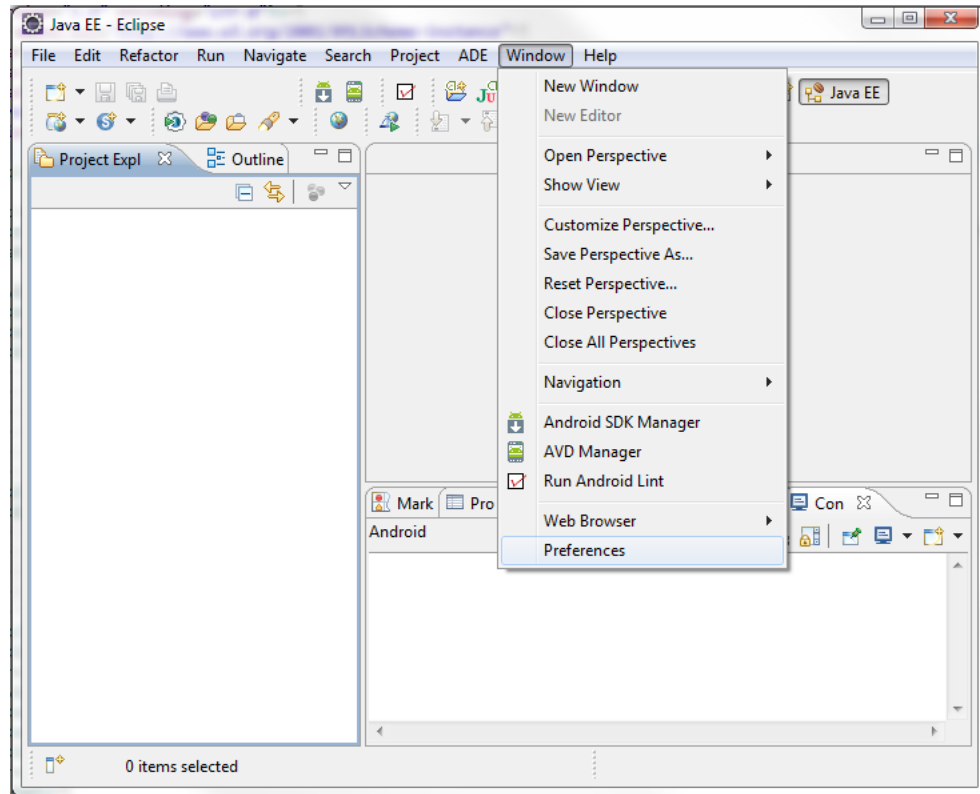 Java EE - Eclipse
File Edit Refactor Run Navigate Search Project ADE Window Help
New Window
Java EE
New Editor
Project Expl Outline
Open Perspective
Show View
Customize Perspective...
Save Perspective As...
Reset Perspective...
Close Perspective
Close All Perspectives
Navigation
Android SDK Manager
AVD Manager
Run Android Lint
Mark Pro Con
Web Browser
Android
Preferences
0 items selected